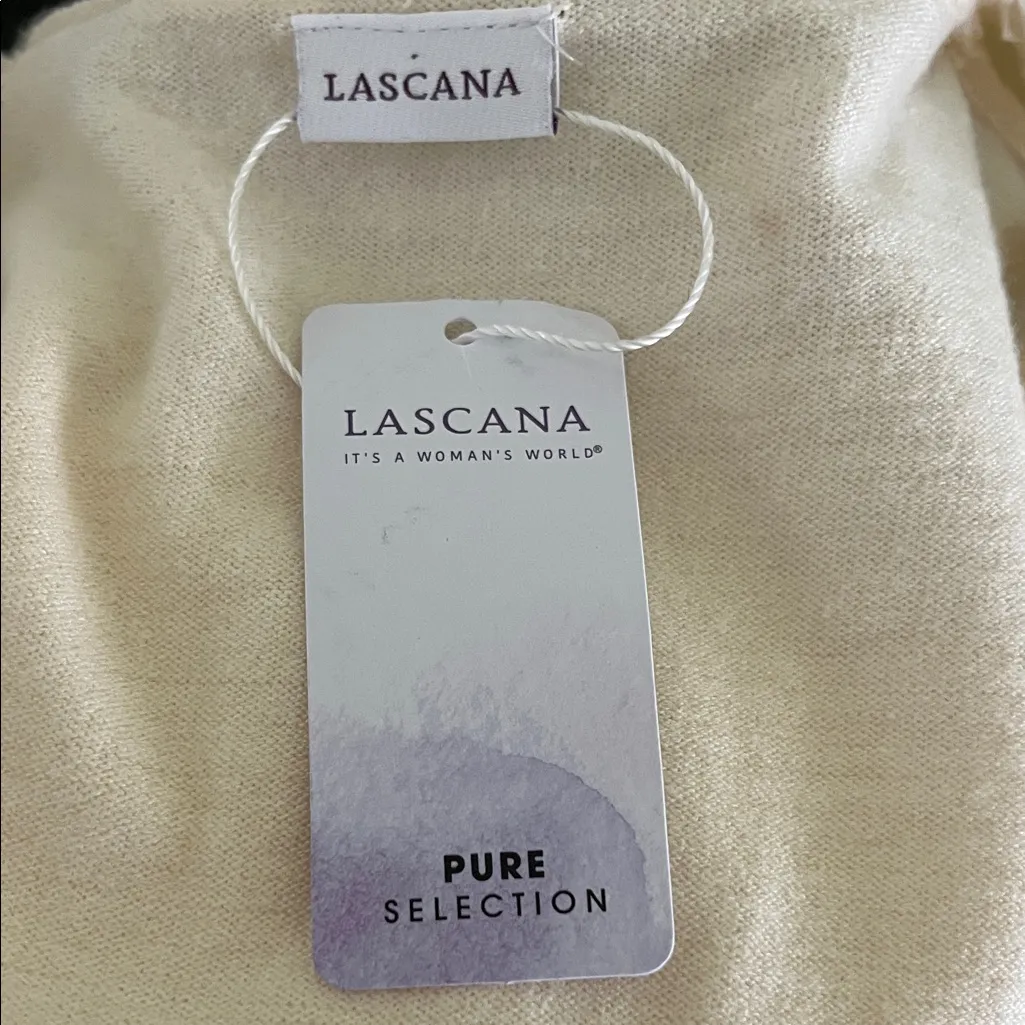 LASCANA
LASCANA
IT'S A WOMAN'S WORLD®
PURE
SELECTION